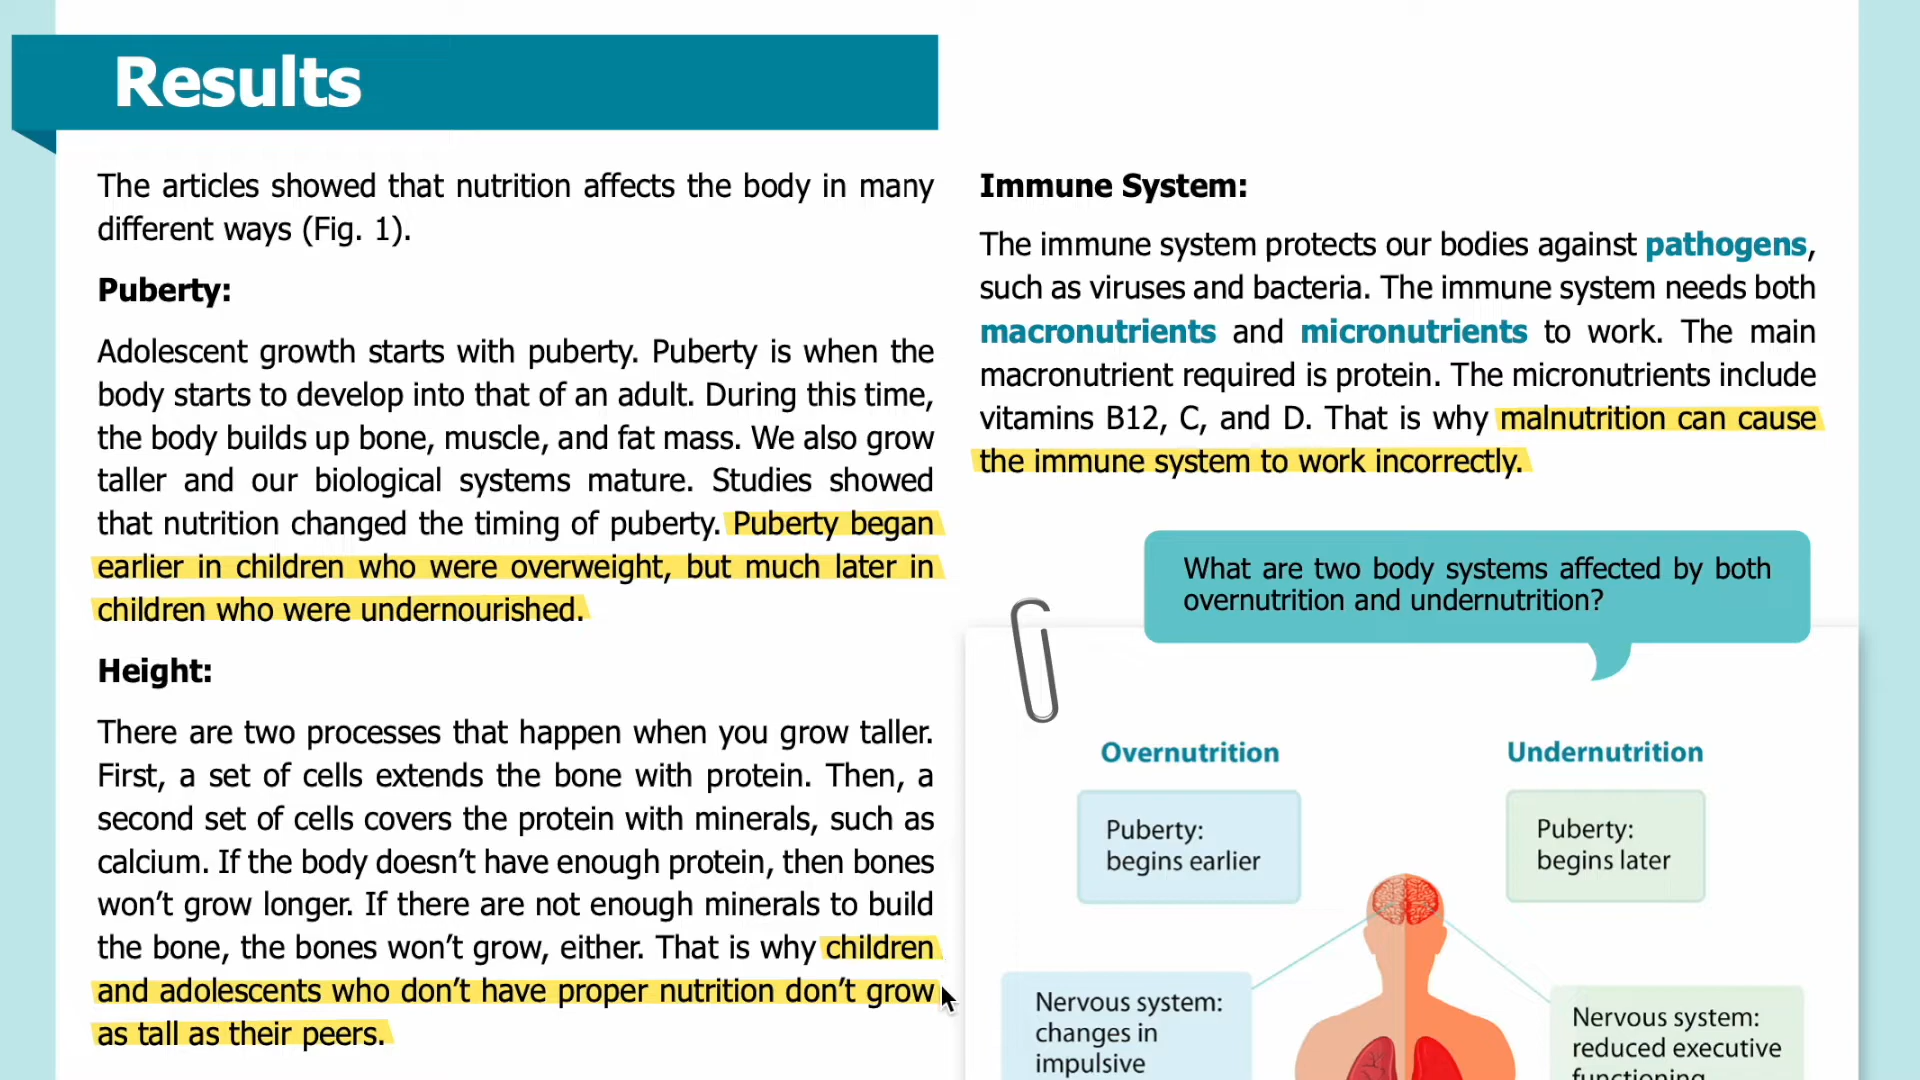 Results
The articles showed that nutrition affects the body in many
different ways (Fig. 1).
Puberty:
Adolescent growth starts with puberty. Puberty is when the
body starts to develop into that of an adult. During this time,
the body builds up bone, muscle, and fat mass. We also grow
taller and our biological systems mature. Studies showed
that nutrition changed the timing of puberty. Puberty began
earlier in children who were overweight, but much later in
children who were undernourished.
Height:
There are two processes that happen when you grow taller.
First, a set of cells extends the bone with protein. Then, a
second set of cells covers the protein with minerals, such as
calcium. If the body doesn’t have enough protein, then bones
won’t grow longer. If there are not enough minerals to build
the bone, the bones won’t grow, either. That is why children
and adolescents who don’t have proper nutrition don’t grow
as tall as their peers.
Immune System:
The immune system protects our bodies against pathogens,
such as viruses and bacteria. The immune system needs both
macronutrients and micronutrients to work. The main
macronutrient required is protein. The micronutrients include
vitamins B12, C, and D. That is why malnutrition can cause
the immune system to work incorrectly.
What are two body systems affected by both
overnutrition and undernutrition?
Overnutrition
Puberty:
begins earlier
Nervous system:
changes in
impulsive
Undernutrition
Puberty:
begins later
Nervous system:
reduced executive
functioning